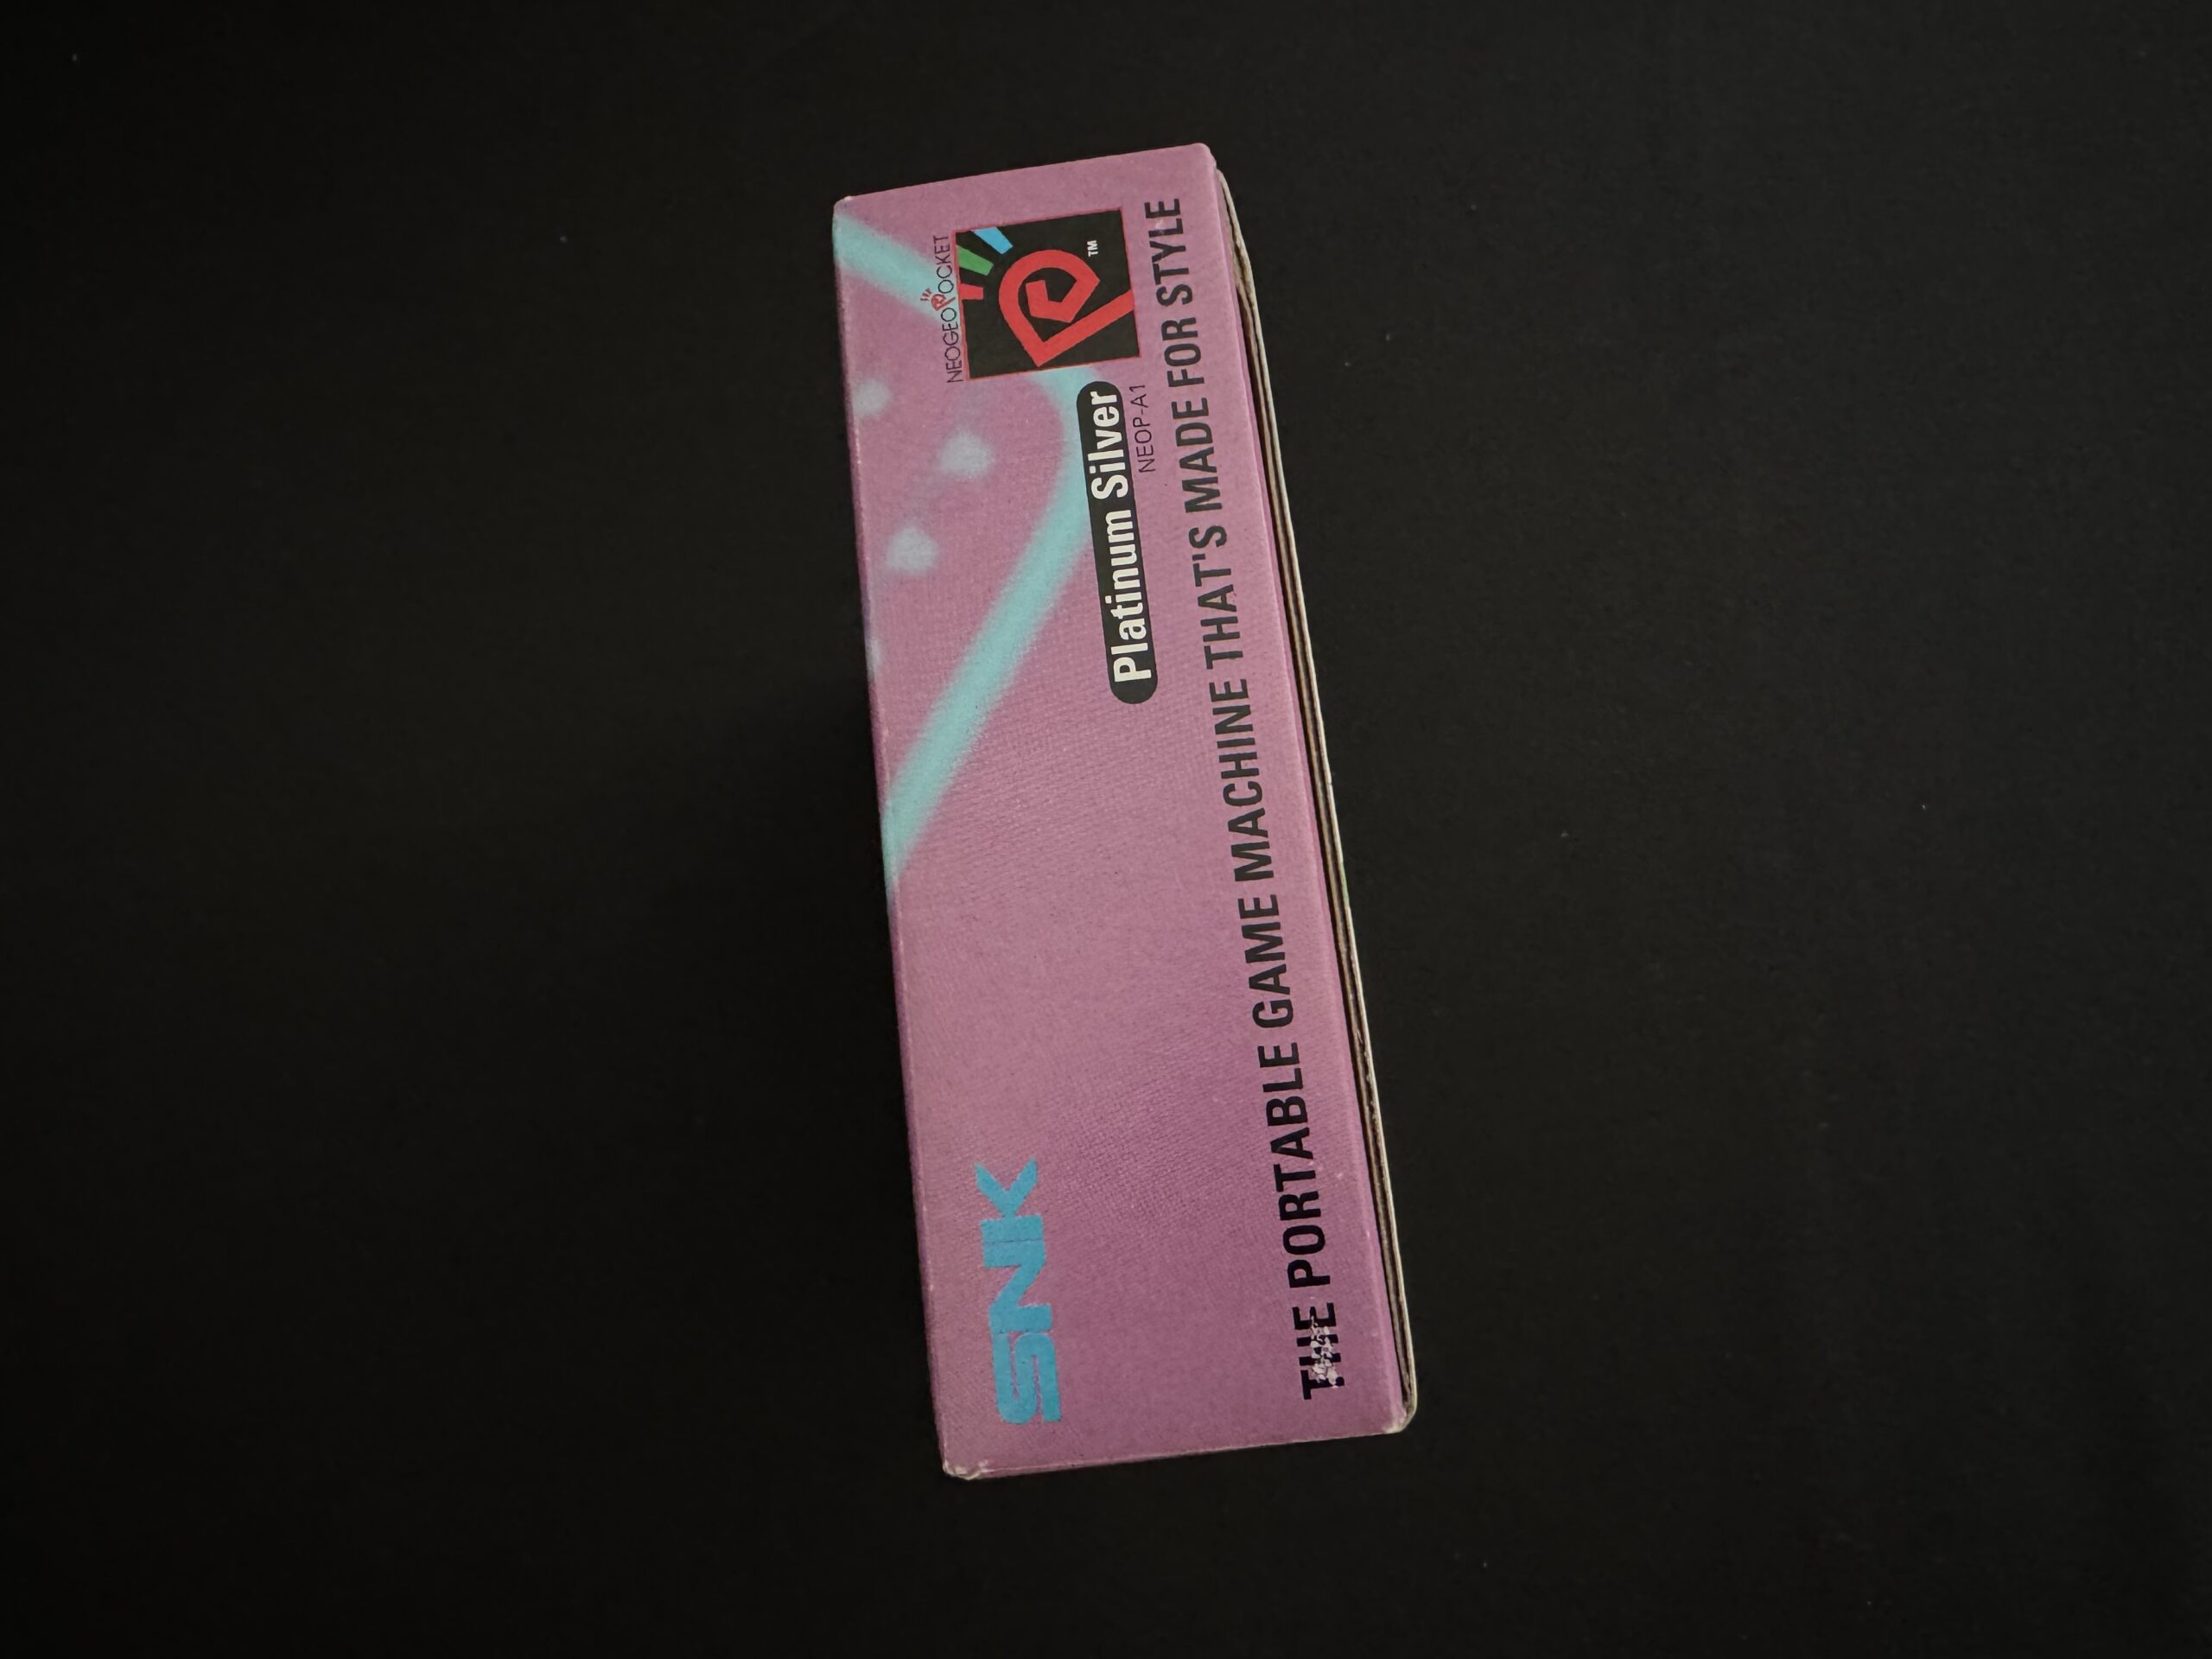 NEOGEO POCKET
TM
Platinum Silver
NEOP-A1
SNK
THE PORTABLE GAME MACHINE THAT'S MADE FOR STYLE